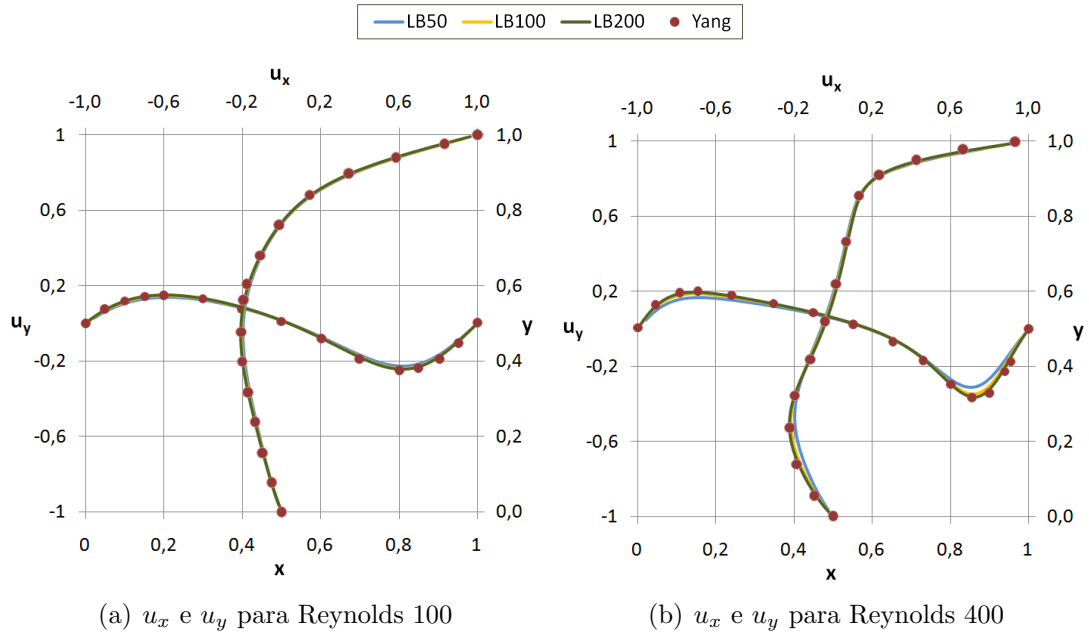 LB50 LB100 LB200 Yang
u_x
-1,0 -0,6 -0,2 0,2 0,6 1,0
1 1,0
0,6 0,8
0,2 0,6
u_y y
-0,2 0,4
-0,6 0,2
-1 0,0
0 0,2 0,4 0,6 0,8 1
x
(a) u_x e u_y para Reynolds 100
u_x
-1,0 -0,6 -0,2 0,2 0,6 1,0
1 1,0
0,6 0,8
0,2 0,6
u_y y
-0,2 0,4
-0,6 0,2
-1 0,0
0 0,2 0,4 0,6 0,8 1
x
(b) u_x e u_y para Reynolds 400